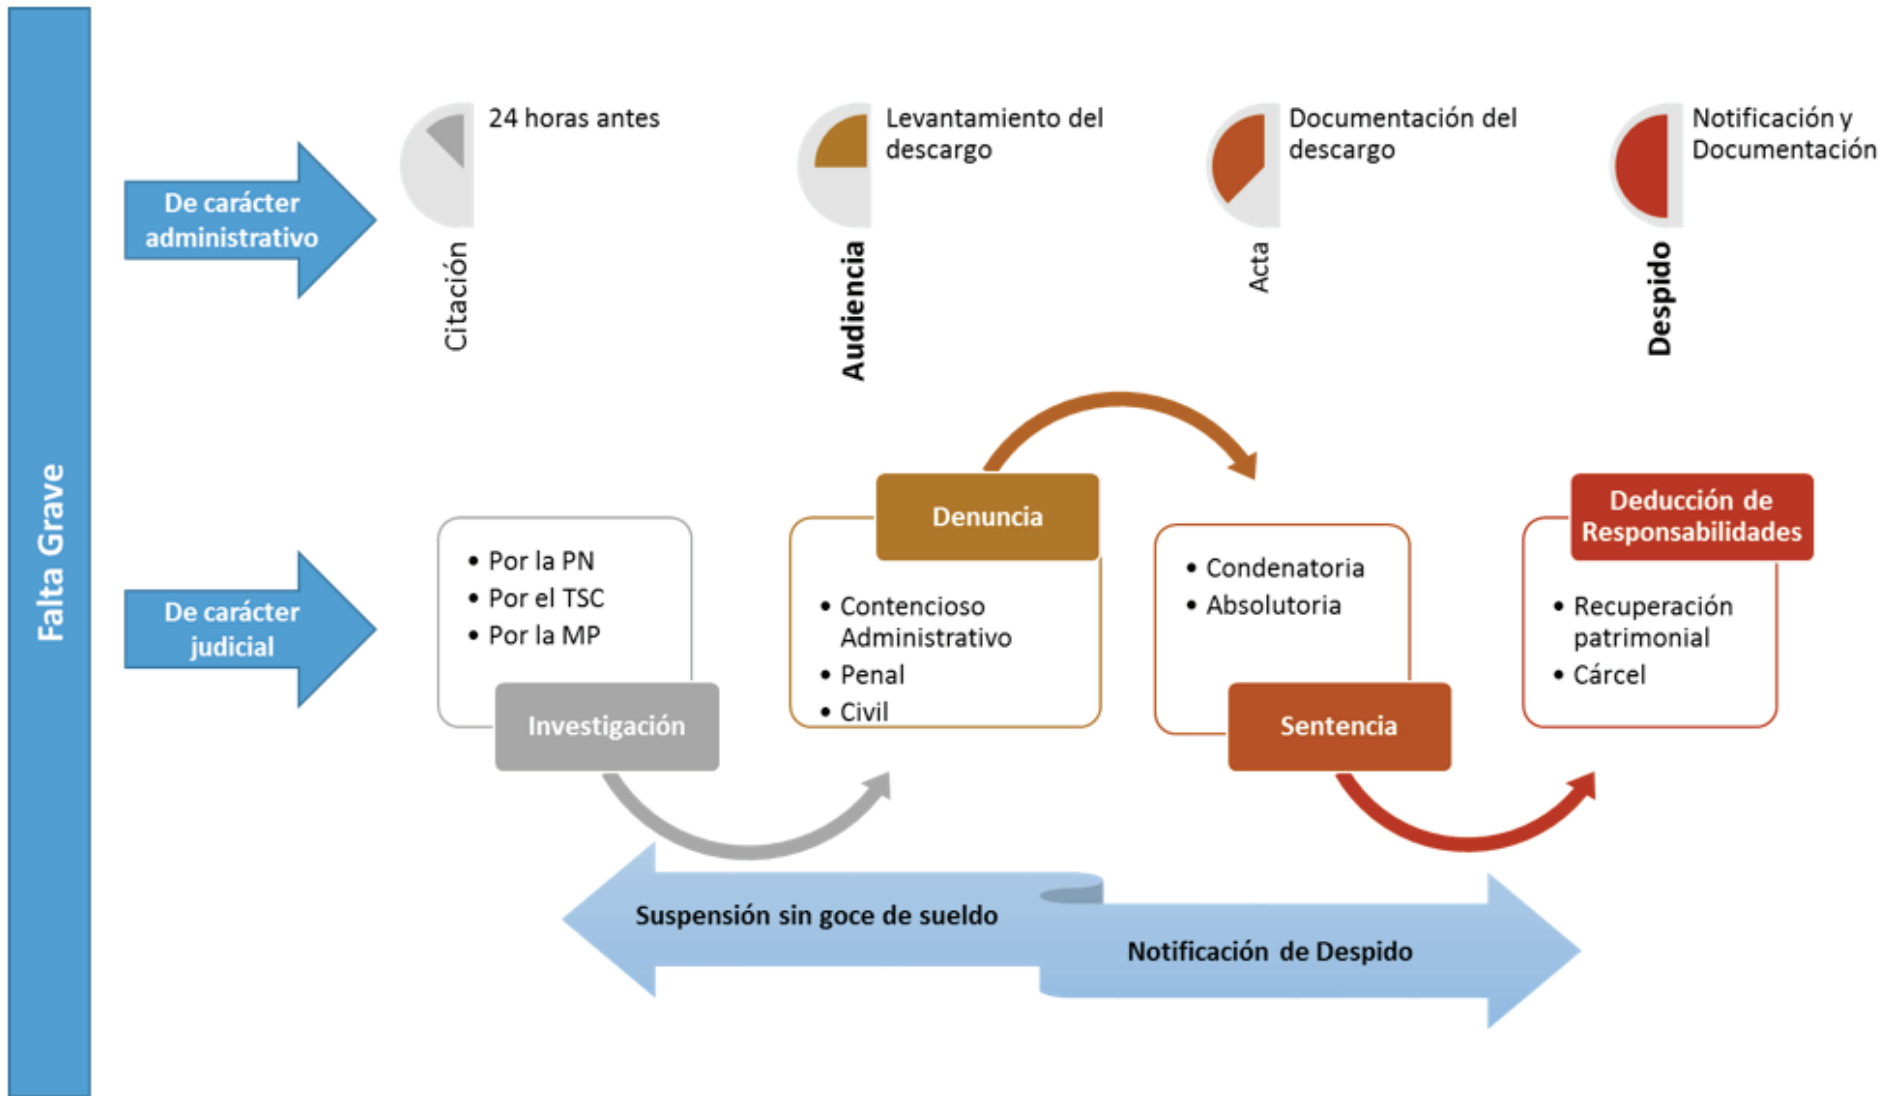 Falta Grave
De carácter
administrativo
24 horas antes
Citación
Levantamiento del
descargo
Audiencia
Documentación del
descargo
Acta
Notificación y
Documentación
Despido
De carácter
judicial
• Por la PN
• Por el TSC
• Por la MP
Investigación
Denuncia
• Contencioso
Administrativo
• Penal
• Civil
• Condenatoria
• Absolutoria
Sentencia
Deducción de
Responsabilidades
• Recuperación
patrimonial
• Cárcel
Suspensión sin goce de sueldo
Notificación de Despido